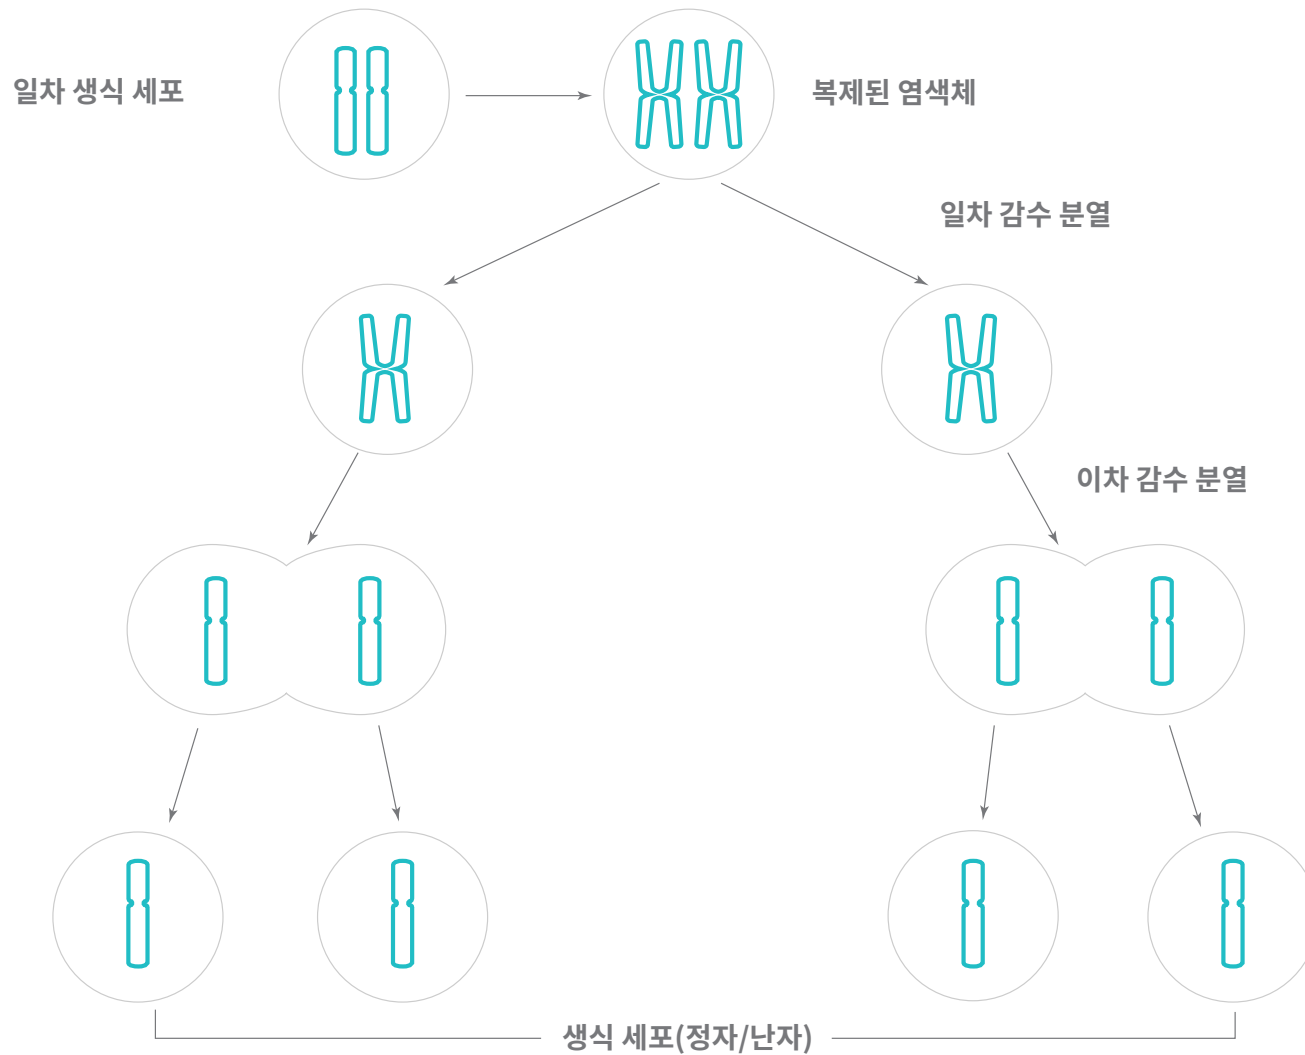 일차 생식 세포
복제된 염색체
일차 감수 분열
이차 감수 분열
생식 세포(정자/난자)